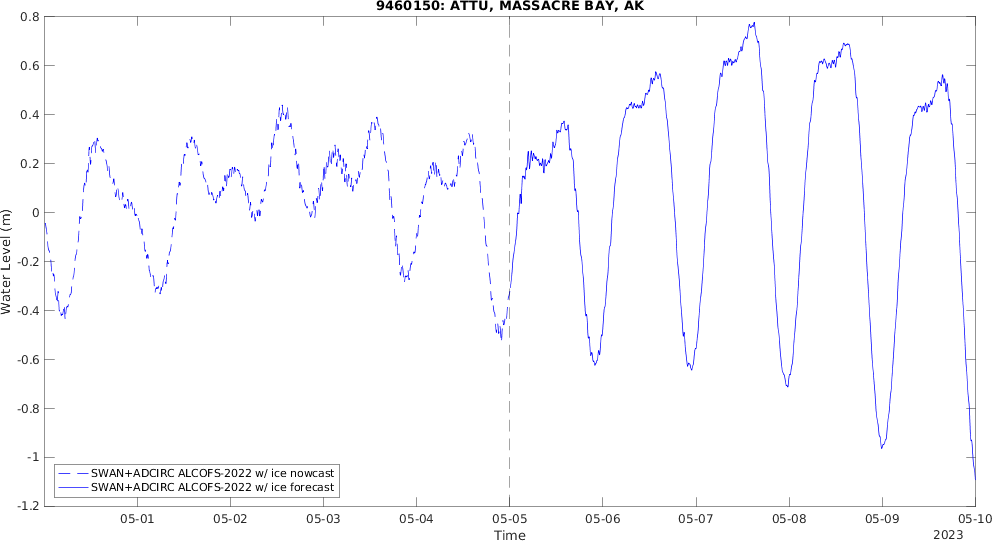 9460150: ATTU, MASSACRE BAY, AK
Water Level (m)
0.8
0.6
0.4
0.2
0
-0.2
-0.4
-0.6
-0.8
-1
-1.2
SWAN+ADCIRC ALCOFS-2022 w/ ice nowcast
SWAN+ADCIRC ALCOFS-2022 w/ ice forecast
05-01 05-02 05-03 05-04 05-05 05-06 05-07 05-08 05-09 05-10
Time
2023